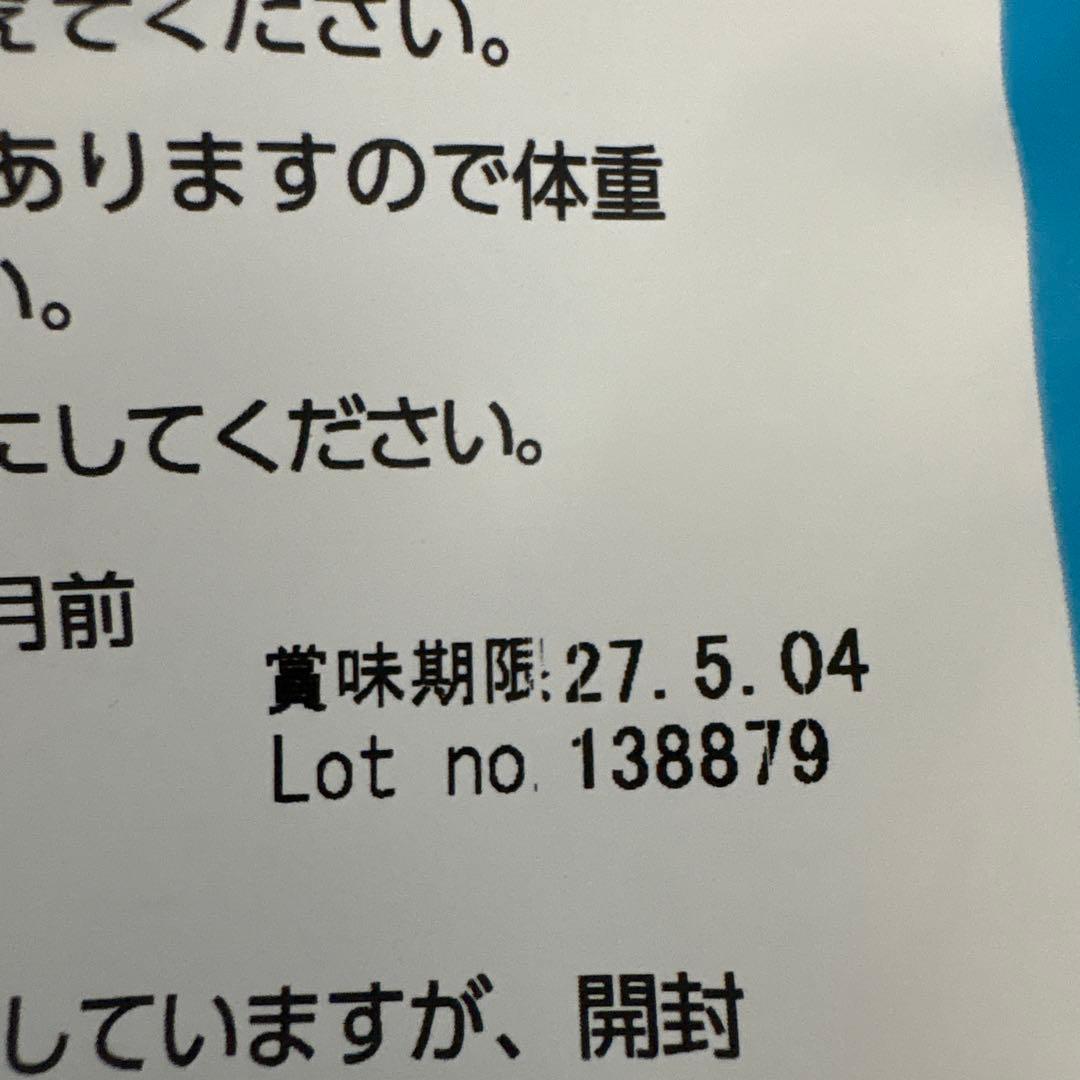 えてください。
ありますので体重
い。
にしてください。
月前
賞味期限:27.5.04
Lot no. 138879
していますが、開封